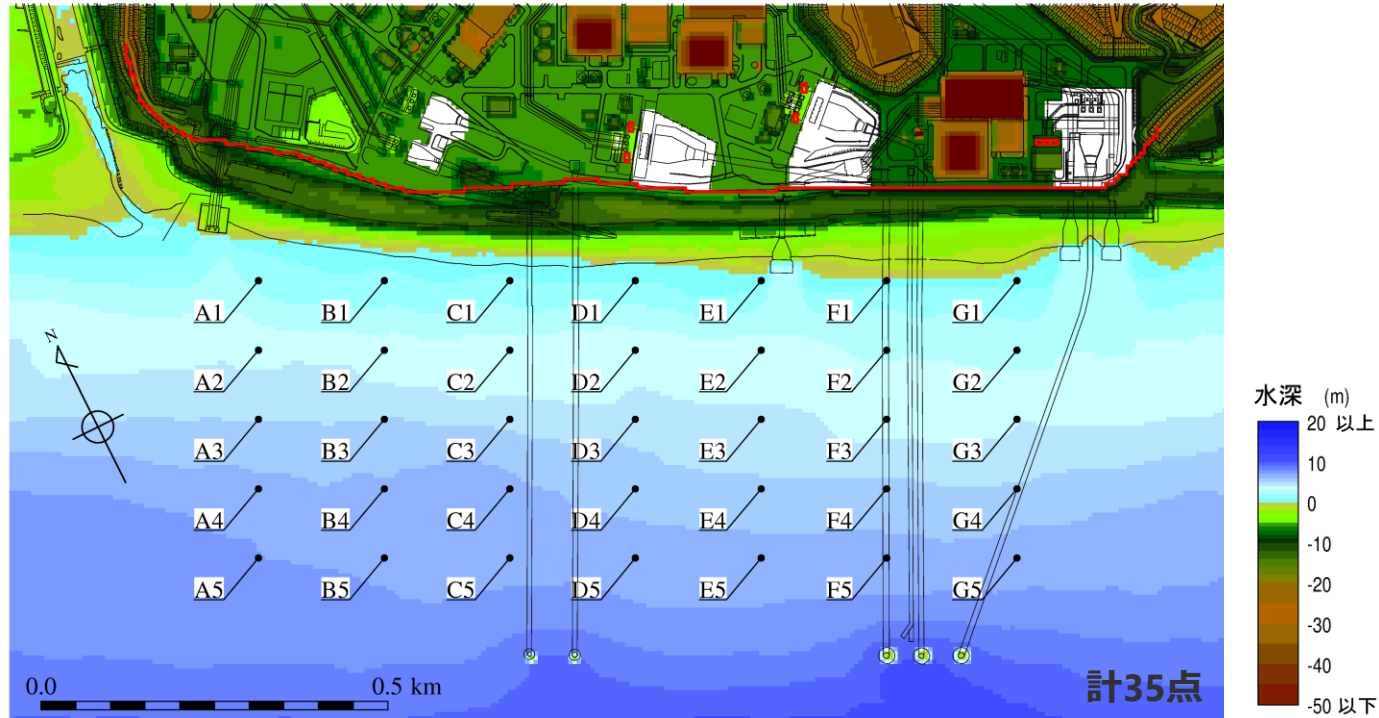 A1 B1 C1 D1 E1 F1 G1
N
A2 B2 C2 D2 E2 F2 G2
A3 B3 C3 D3 E3 F3 G3
A4 B4 C4 D4 E4 F4 G4
A5 B5 C5 D5 E5 F5 G5
0.0 0.5 km
計35点
水深 (m)
20 以上
10
0
-10
-20
-30
-40
-50 以下